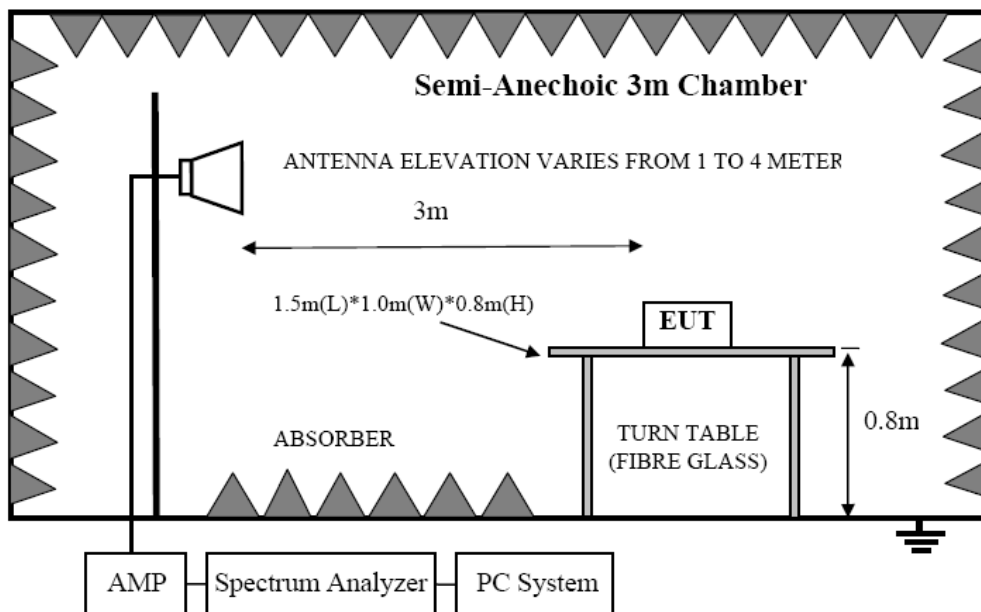 Semi-Anechoic 3m Chamber
ANTENNA ELEVATION VARIES FROM 1 TO 4 METER
3m
1.5m(L)*1.0m(W)*0.8m(H)
EUT
ABSORBER
TURN TABLE
(FIBRE GLASS)
0.8m
AMP
Spectrum Analyzer
PC System